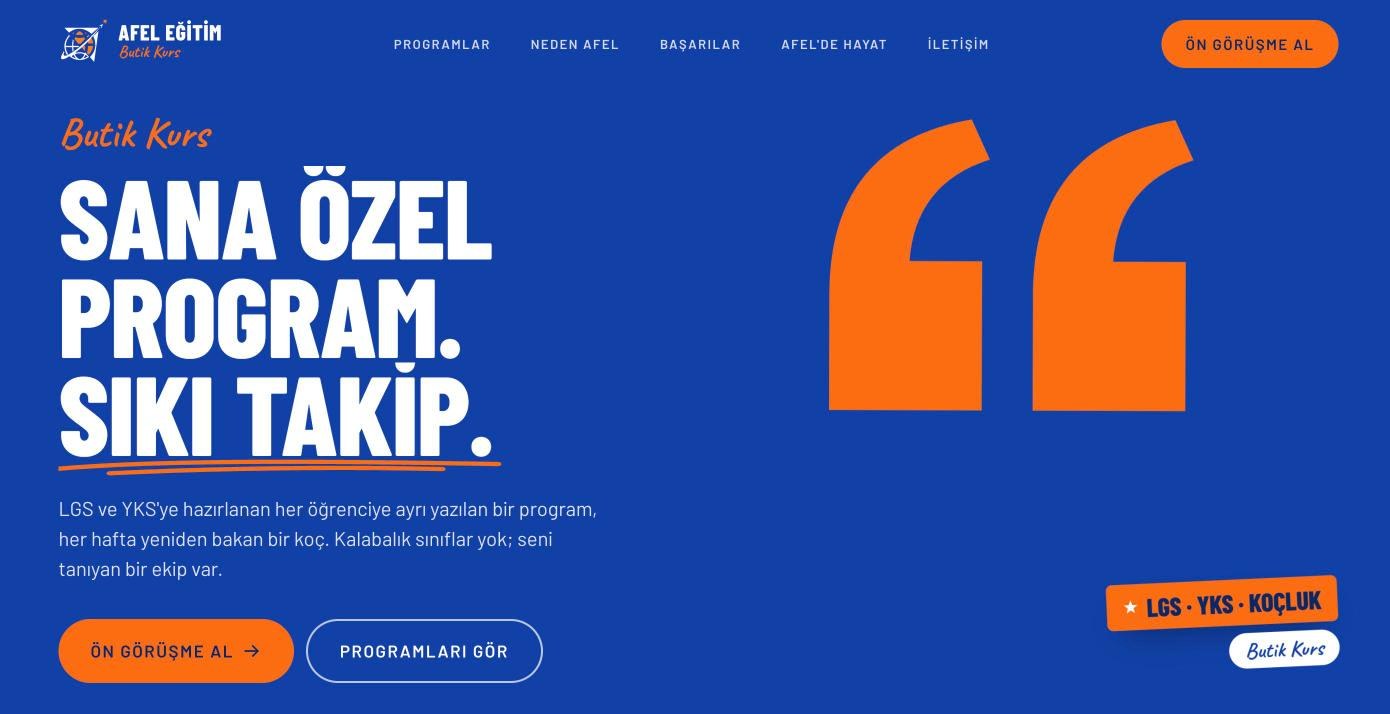 AFEL EĞİTİM
Butik Kurs
PROGRAMLAR NEDEN AFEL BAŞARILAR AFEL'DE HAYAT İLETİŞİM
ÖN GÖRÜŞME AL
Butik Kurs
SANA ÖZEL
PROGRAM.
SIKI TAKİP.
LGS ve YKS'ye hazırlanan her öğrenciye ayrı yazılan bir program,
her hafta yeniden bakan bir koç. Kalabalık sınıflar yok; seni
tanıyan bir ekip var.
ÖN GÖRÜŞME AL →
PROGRAMLARI GÖR
★ LGS · YKS · KOÇLUK
Butik Kurs